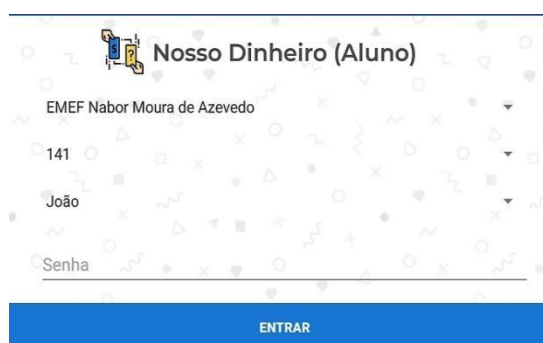 Nosso Dinheiro (Aluno)
EMEF Nabor Moura de Azevedo
141
João
Senha
ENTRAR